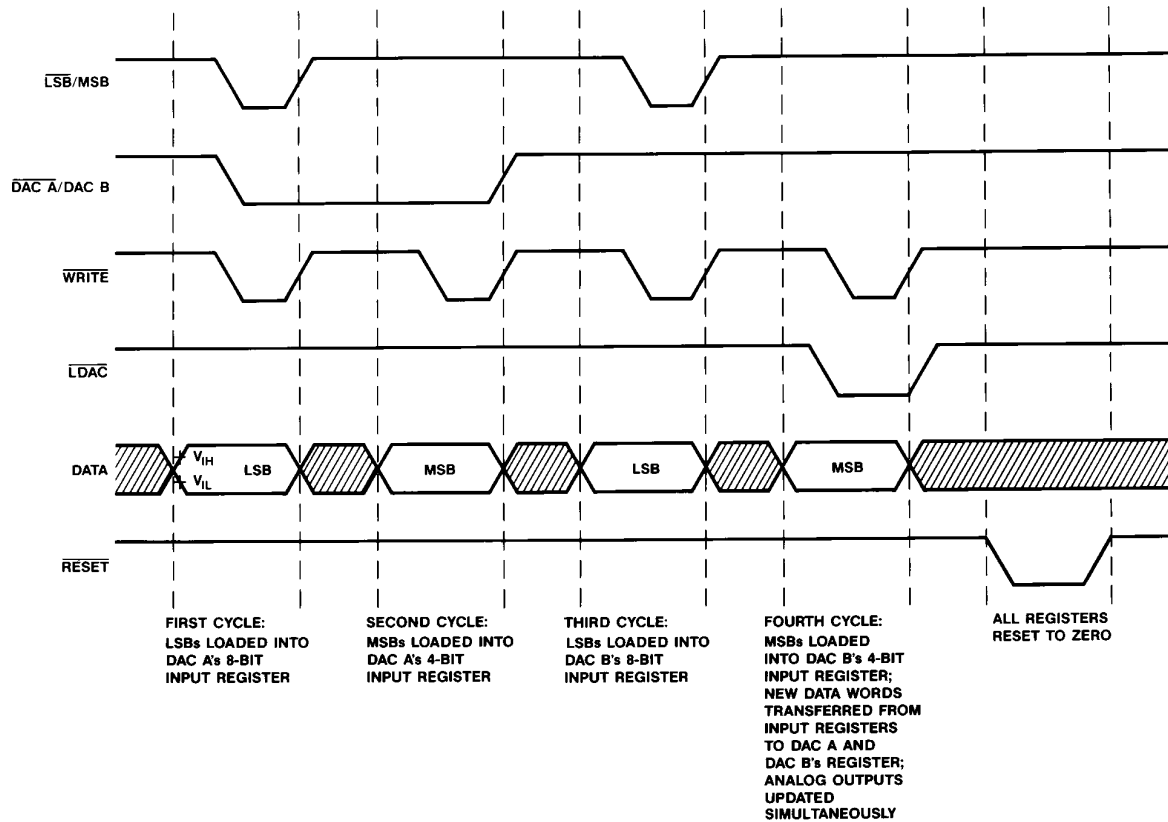 LSB/MSB
DAC A/DAC B
WRITE
LDAC
DATA
VIH
VIL
LSB
MSB
LSB
MSB
RESET
FIRST CYCLE:
LSBs LOADED INTO
DAC A's 8-BIT
INPUT REGISTER
SECOND CYCLE:
MSBs LOADED INTO
DAC A's 4-BIT
INPUT REGISTER
THIRD CYCLE:
LSBs LOADED INTO
DAC B's 8-BIT
INPUT REGISTER
FOURTH CYCLE:
MSBs LOADED
INTO DAC B's 4-BIT
INPUT REGISTER;
NEW DATA WORDS
TRANSFERRED FROM
INPUT REGISTERS
TO DAC A AND
DAC B's REGISTER;
ANALOG OUTPUTS
UPDATED
SIMULTANEOUSLY
ALL REGISTERS
RESET TO ZERO